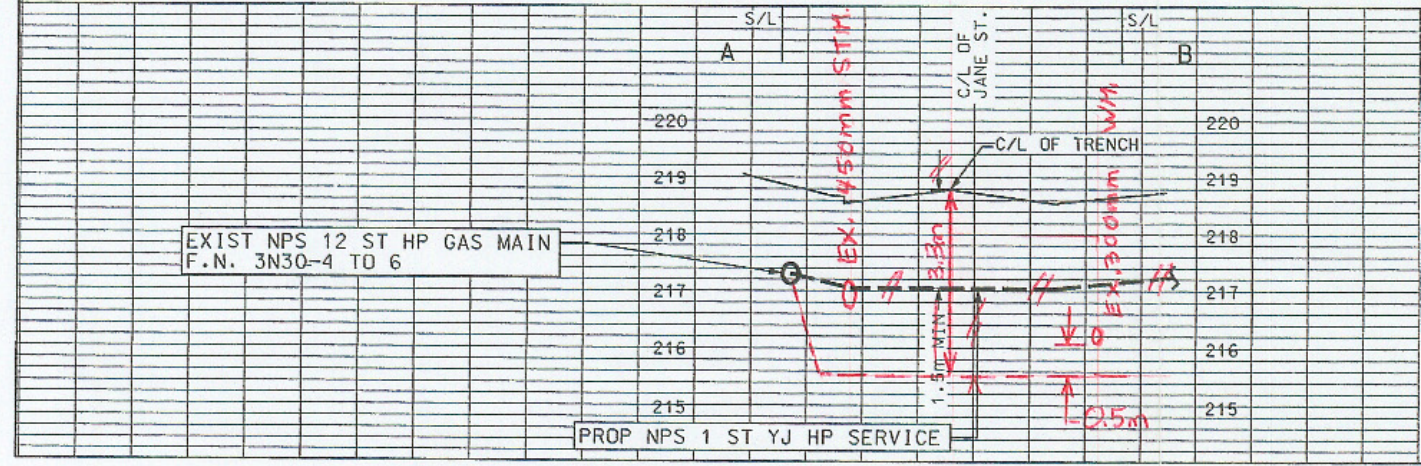 S/L
S/L
A
B
C/L OF
JANE ST.
EX. 450mm STM.
220
220
C/L OF TRENCH
219
219
EX. 300mm WM.
218
218
EXIST NPS 12 ST HP GAS MAIN
F.N. 3N30-4 TO 6
3.3m
217
217
1.5m MIN
216
216
215
215
0.5m
PROP NPS 1 ST YJ HP SERVICE